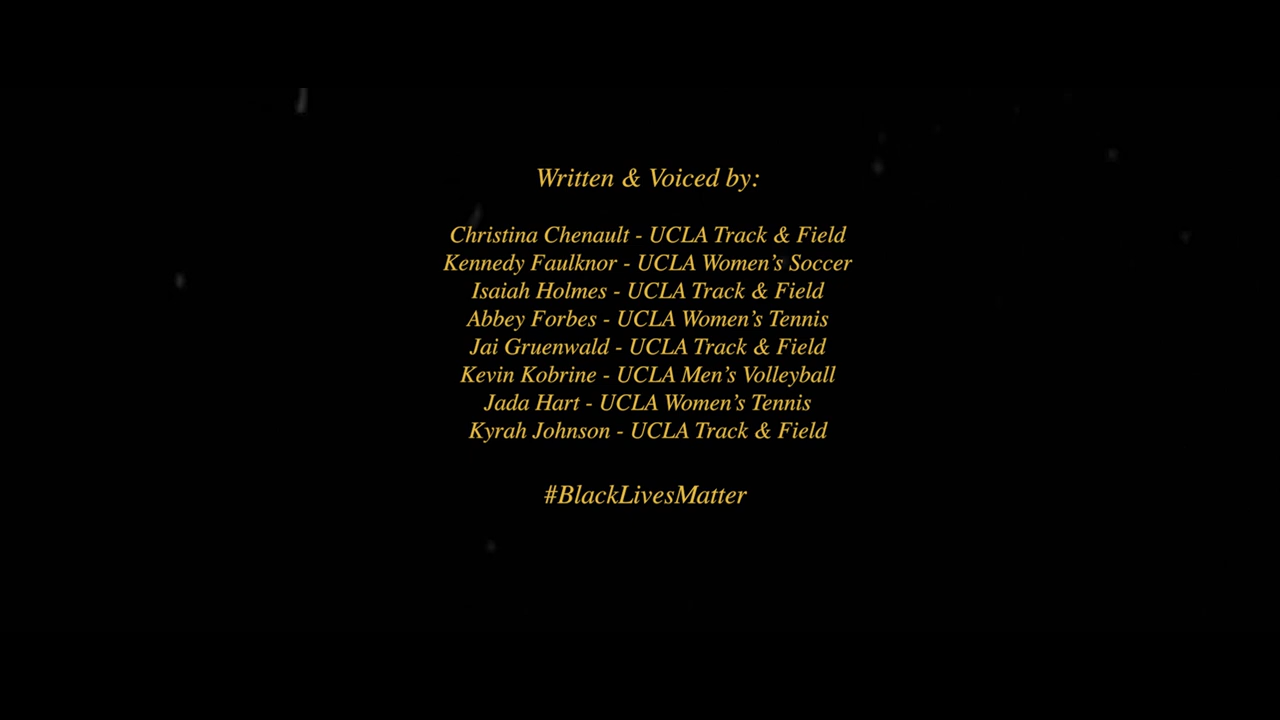 Written & Voiced by:
Christina Chenault - UCLA Track & Field
Kennedy Faulknor - UCLA Women's Soccer
Isaiah Holmes - UCLA Track & Field
Abbey Forbes - UCLA Women's Tennis
Jai Gruenwald - UCLA Track & Field
Kevin Kobrine - UCLA Men's Volleyball
Jada Hart - UCLA Women's Tennis
Kyrah Johnson - UCLA Track & Field
#BlackLivesMatter